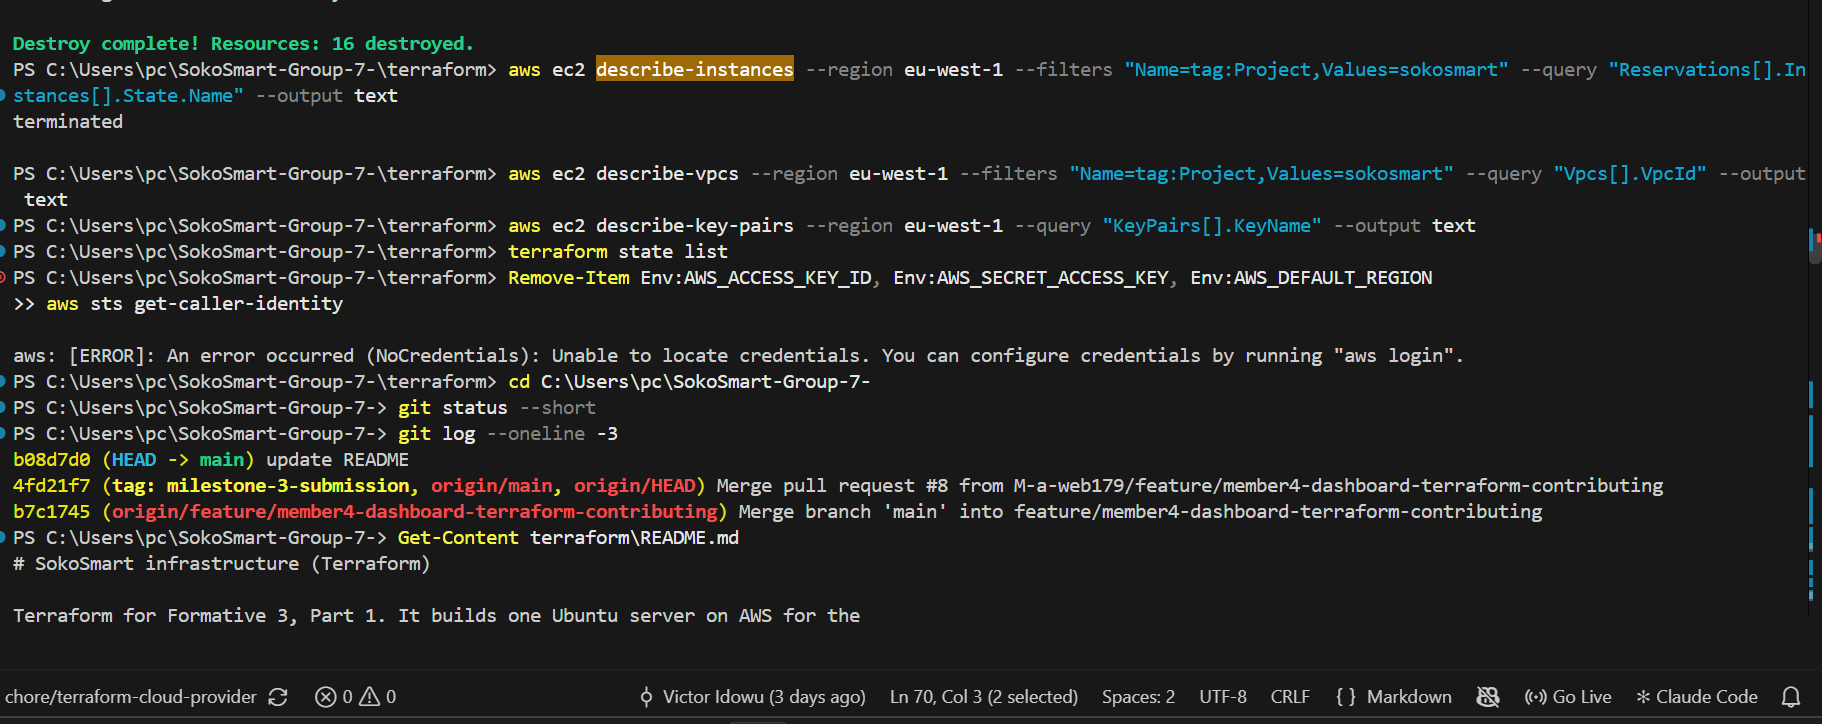 Destroy complete! Resources: 16 destroyed.
PS C:\Users\pc\SokoSmart-Group-7-\terraform> aws ec2 describe-instances --region eu-west-1 --filters "Name=tag:Project,Values=sokosmart" --query "Reservations[].In
stances[].State.Name" --output text
terminated
PS C:\Users\pc\SokoSmart-Group-7-\terraform> aws ec2 describe-vpcs --region eu-west-1 --filters "Name=tag:Project,Values=sokosmart" --query "Vpcs[].VpcId" --output
text
PS C:\Users\pc\SokoSmart-Group-7-\terraform> aws ec2 describe-key-pairs --region eu-west-1 --query "KeyPairs[].KeyName" --output text
PS C:\Users\pc\SokoSmart-Group-7-\terraform> terraform state list
PS C:\Users\pc\SokoSmart-Group-7-\terraform> Remove-Item Env:AWS_ACCESS_KEY_ID, Env:AWS_SECRET_ACCESS_KEY, Env:AWS_DEFAULT_REGION
>> aws sts get-caller-identity
aws: [ERROR]: An error occurred (NoCredentials): Unable to locate credentials. You can configure credentials by running "aws login".
PS C:\Users\pc\SokoSmart-Group-7-\terraform> cd C:\Users\pc\SokoSmart-Group-7-
PS C:\Users\pc\SokoSmart-Group-7-> git status --short
PS C:\Users\pc\SokoSmart-Group-7-> git log --oneline -3
b08d7d0 (HEAD -> main) update README
4fd21f7 (tag: milestone-3-submission, origin/main, origin/HEAD) Merge pull request #8 from M-a-web179/feature/member4-dashboard-terraform-contributing
b7c1745 (origin/feature/member4-dashboard-terraform-contributing) Merge branch 'main' into feature/member4-dashboard-terraform-contributing
PS C:\Users\pc\SokoSmart-Group-7-> Get-Content terraform\README.md
# SokoSmart infrastructure (Terraform)
Terraform for Formative 3, Part 1. It builds one Ubuntu server on AWS for the
chore/terraform-cloud-provider 0 0 Victor Idowu (3 days ago) Ln 70, Col 3 (2 selected) Spaces: 2 UTF-8 CRLF { } Markdown Go Live Claude Code